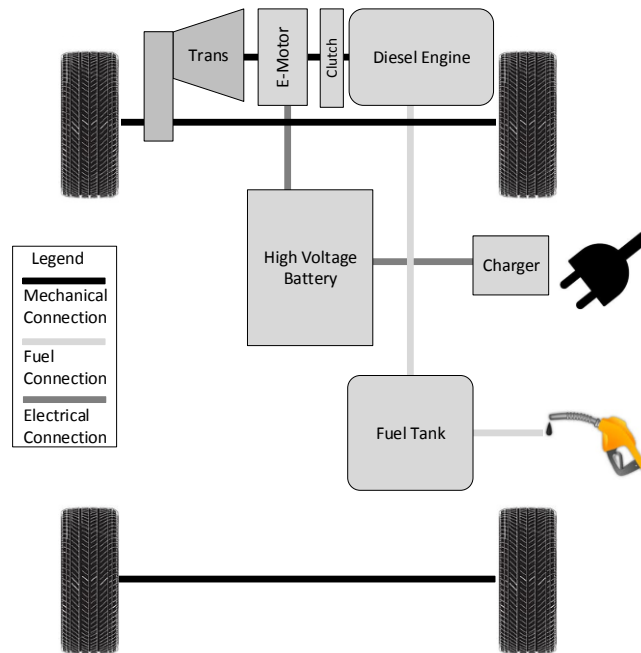 Trans
E-Motor
Clutch
Diesel Engine
High Voltage
Battery
Charger
Legend
Mechanical
Connection
Fuel
Connection
Electrical
Connection
Fuel Tank